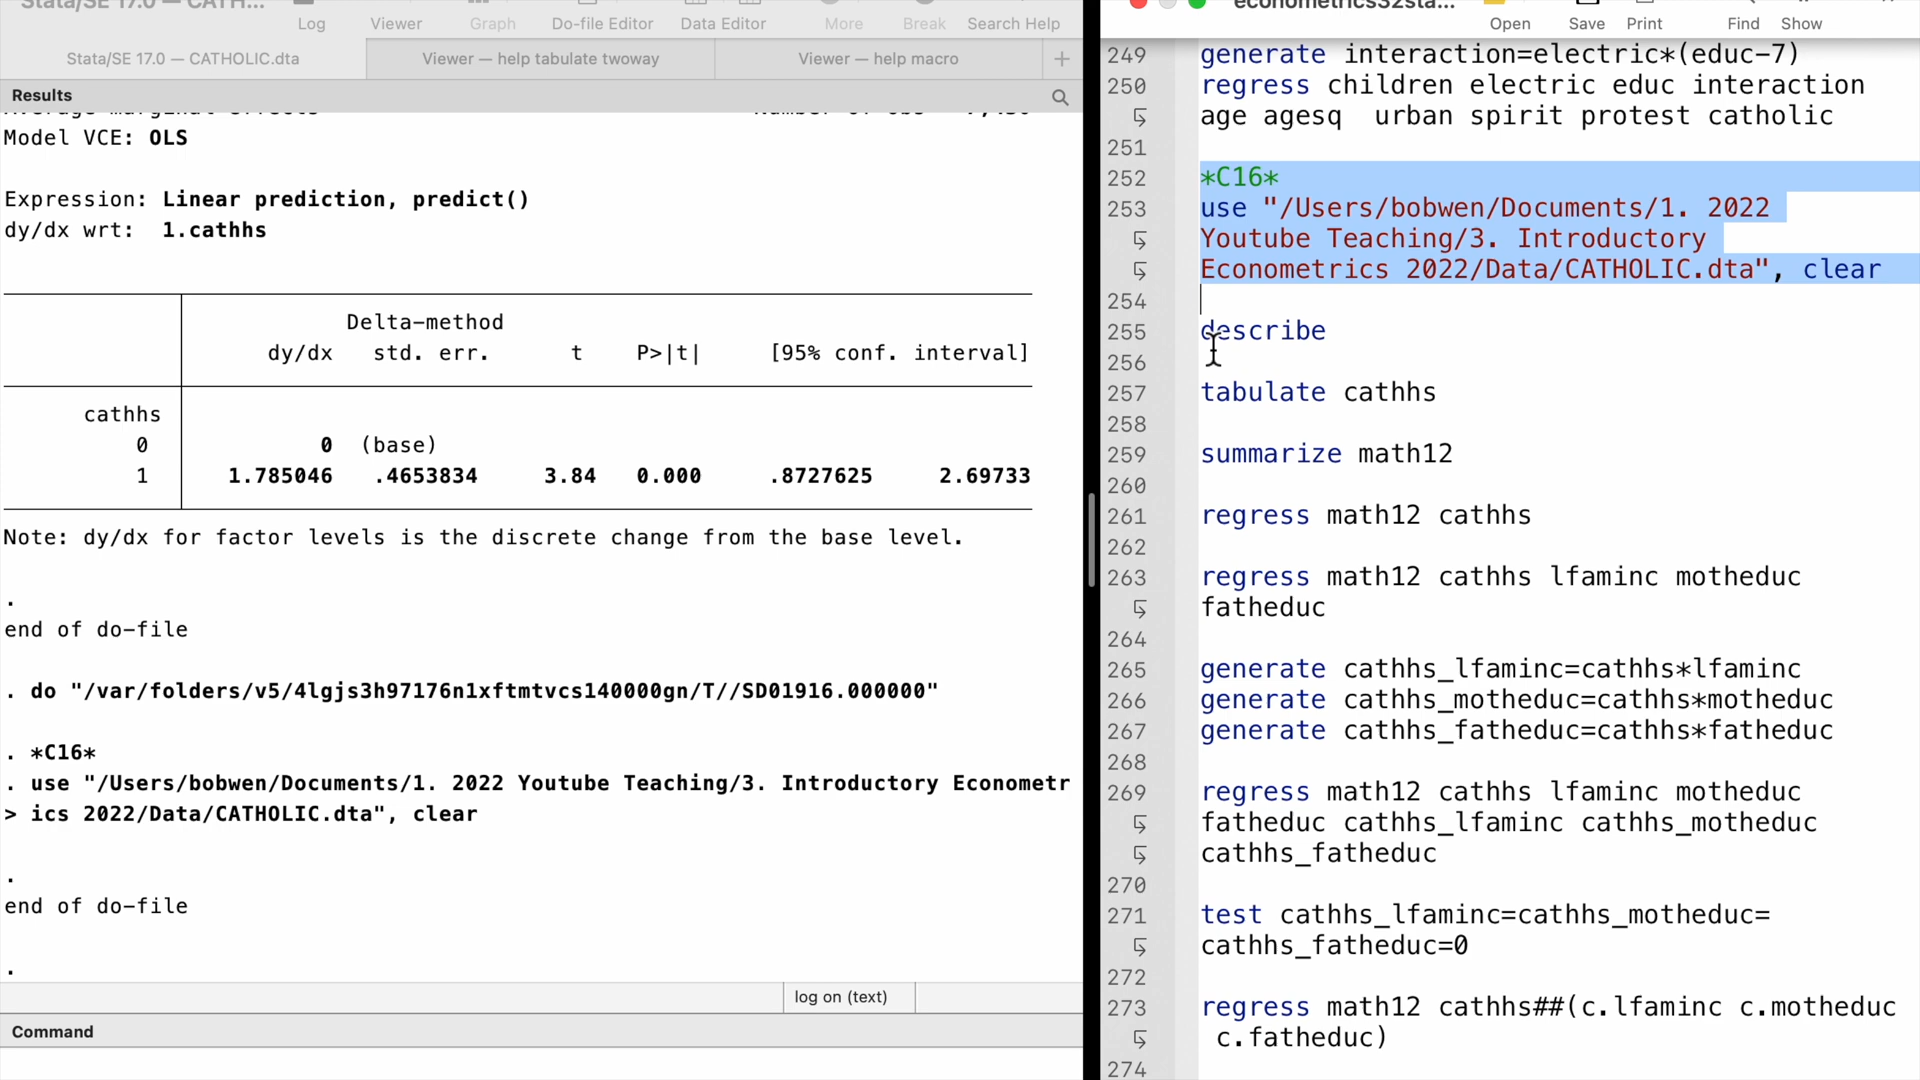 Stata/SE 17.0 — CATH...
Log
Viewer
Graph
Do-file Editor
Data Editor
More
Break
Search Help
Stata/SE 17.0 — CATHOLIC.dta
Viewer — help tabulate twoway
Viewer — help macro
+
Results
Average marginal effects
Model VCE: OLS
Expression: Linear prediction, predict()
dy/dx wrt: 1.cathhs
Delta-method
dy/dx std. err. t P>|t| [95% conf. interval]
cathhs
0 0 (base)
1 1.785046 .4653834 3.84 0.000 .8727625 2.69733
Note: dy/dx for factor levels is the discrete change from the base level.
.
end of do-file
. do "/var/folders/v5/4lgjs3h97176n1xftmtvcs140000gn/T//SD01916.000000"
. *C16*
. use "/Users/bobwen/Documents/1. 2022 Youtube Teaching/3. Introductory Econometr
> ics 2022/Data/CATHOLIC.dta", clear
.
end of do-file
.
log on (text)
Command
econometrics32sta...
Open
Save
Print
Find
Show
249 generate interaction=electric*(educ-7)
250 regress children electric educ interaction
age agesq urban spirit protest catholic
251
252 *C16*
253 use "/Users/bobwen/Documents/1. 2022
Youtube Teaching/3. Introductory
Econometrics 2022/Data/CATHOLIC.dta", clear
254
255 describe
256
257 tabulate cathhs
258
259 summarize math12
260
261 regress math12 cathhs
262
263 regress math12 cathhs lfaminc motheduc
fatheduc
264
265 generate cathhs_lfaminc=cathhs*lfaminc
266 generate cathhs_motheduc=cathhs*motheduc
267 generate cathhs_fatheduc=cathhs*fatheduc
268
269 regress math12 cathhs lfaminc motheduc
fatheduc cathhs_lfaminc cathhs_motheduc
cathhs_fatheduc
270
271 test cathhs_lfaminc=cathhs_motheduc=
cathhs_fatheduc=0
272
273 regress math12 cathhs##(c.lfaminc c.motheduc
c.fatheduc)
274